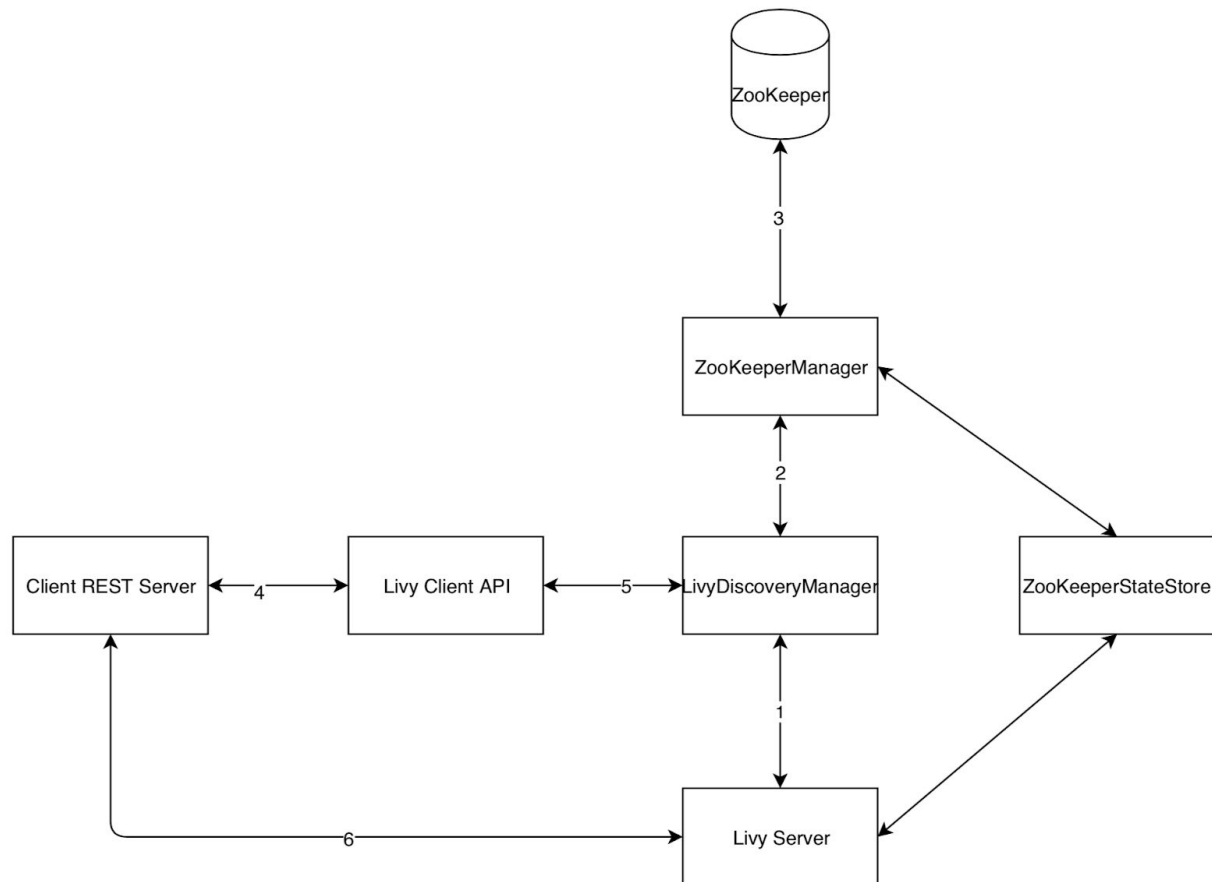 ZooKeeper
3
ZooKeeperManager
2
Client REST Server
4
Livy Client API
5
LivyDiscoveryManager
ZooKeeperStateStore
1
Livy Server
6